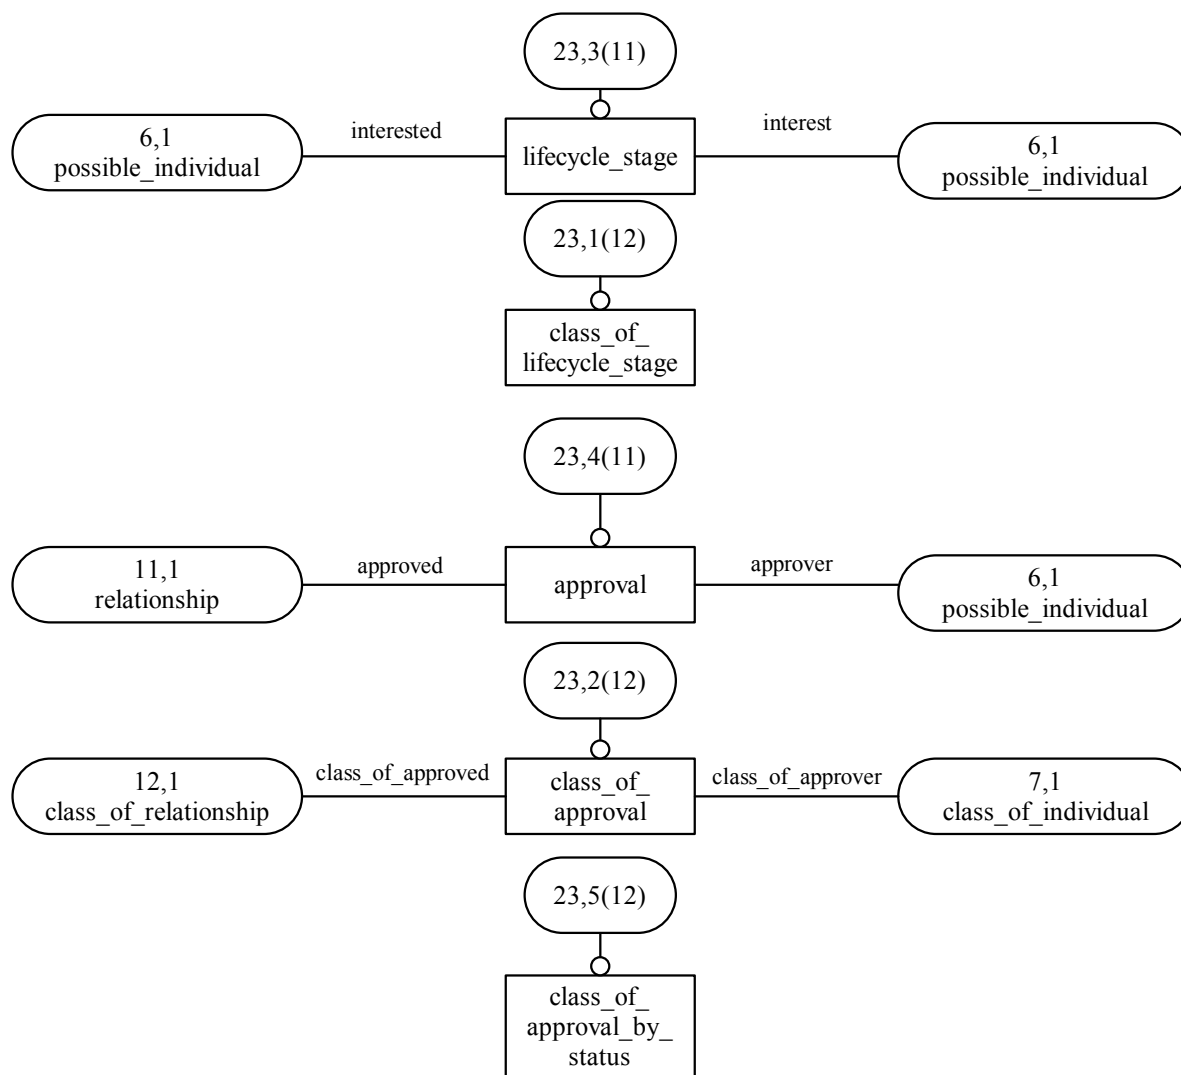 23,3(11)
interested
interest
6,1
possible_individual
lifecycle_stage
6,1
possible_individual
23,1(12)
class_of_
lifecycle_stage
23,4(11)
approved
approver
11,1
relationship
approval
6,1
possible_individual
23,2(12)
class_of_approved
class_of_approver
12,1
class_of_relationship
class_of_
approval
7,1
class_of_individual
23,5(12)
class_of_
approval_by_
status